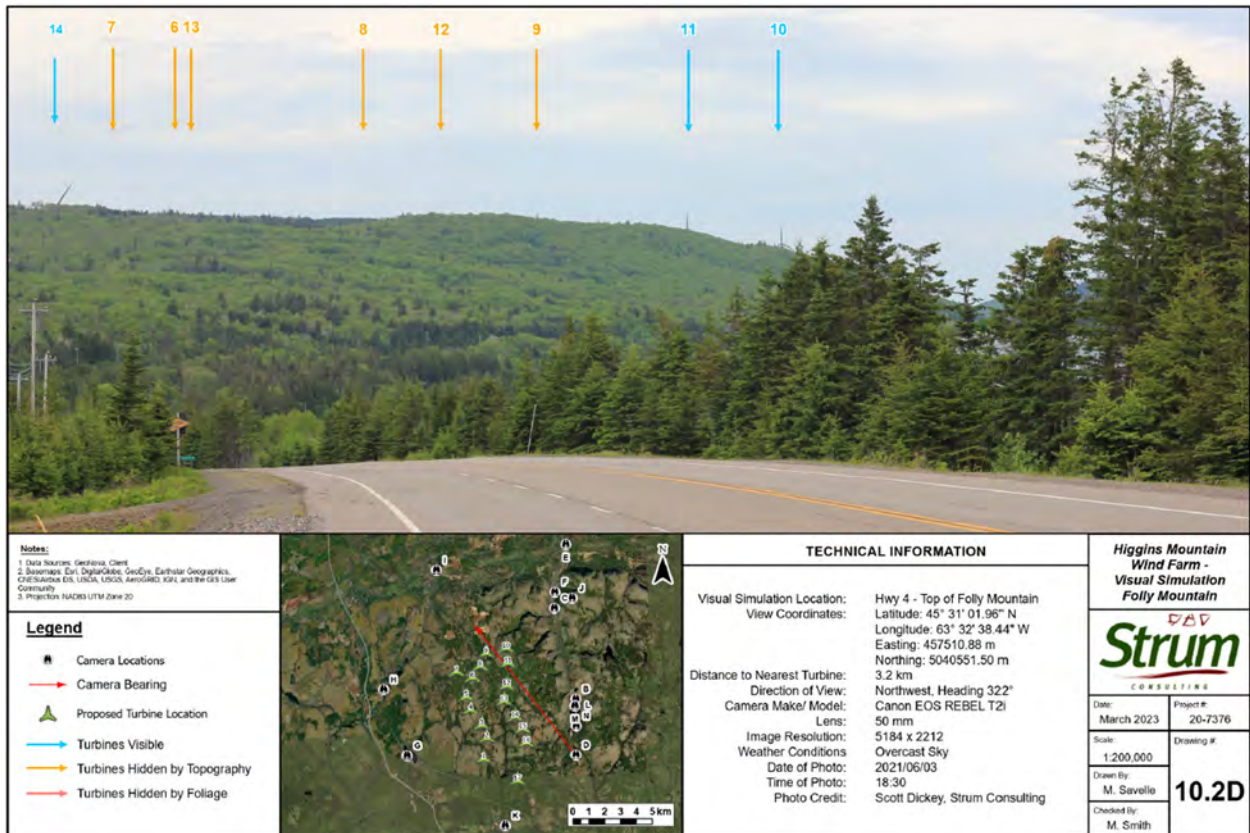 14 7 6 13 8 12 9 11 10
Notes:
1. Data Sources: GeoNova, Client
2. Basemaps: Esri, DigitalGlobe, GeoEye, Earthstar Geographics,
CNES/Airbus DS, USDA, USGS, AeroGRID, IGN, and the GIS User
Community
3. Projection: NAD83 UTM Zone 20
Legend
Camera Locations
Camera Bearing
Proposed Turbine Location
Turbines Visible
Turbines Hidden by Topography
Turbines Hidden by Foliage
N
E
I
F
J
C
H
B
L
M
N
G
D
K
0 1 2 3 4 5 km
TECHNICAL INFORMATION
Visual Simulation Location: Hwy 4 - Top of Folly Mountain
View Coordinates: Latitude: 45° 31' 01.96" N
Longitude: 63° 32' 38.44" W
Easting: 457510.88 m
Northing: 5040551.50 m
Distance to Nearest Turbine: 3.2 km
Direction of View: Northwest, Heading 322°
Camera Make/ Model: Canon EOS REBEL T2i
Lens: 50 mm
Image Resolution: 5184 x 2212
Weather Conditions Overcast Sky
Date of Photo: 2021/06/03
Time of Photo: 18:30
Photo Credit: Scott Dickey, Strum Consulting
Higgins Mountain
Wind Farm -
Visual Simulation
Folly Mountain
Strum
CONSULTING
Date: Project #:
March 2023 20-7376
Scale: Drawing #:
1:200,000
Drawn By:
M. Savelle
10.2D
Checked By:
M. Smith